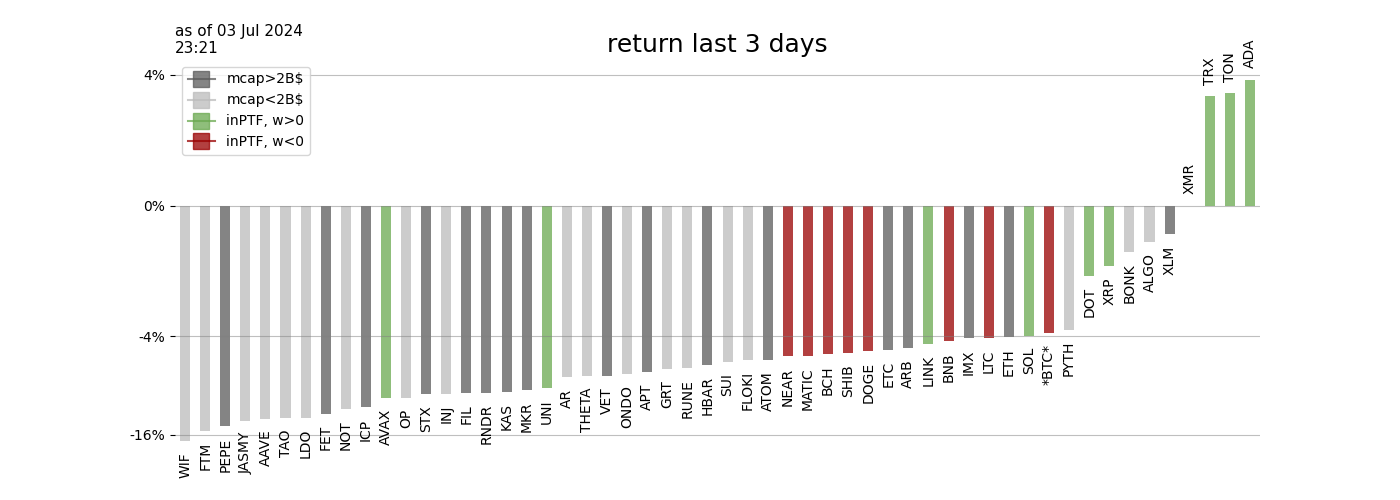 as of 03 Jul 2024
23:21
return last 3 days
mcap>2B$
mcap<2B$
inPTF, w>0
inPTF, w<0
4%
0%
-4%
-16%
WIF
FTM
PEPE
JASMY
AAVE
TAO
LDO
FET
NOT
ICP
AVAX
OP
STX
INJ
FIL
RNDR
KAS
MKR
UNI
AR
THETA
VET
ONDO
APT
GRT
RUNE
HBAR
SUI
FLOKI
ATOM
NEAR
MATIC
BCH
SHIB
DOGE
ETC
ARB
LINK
BNB
IMX
LTC
ETH
SOL
*BTC*
PYTH
DOT
XRP
BONK
ALGO
XLM
XMR
TRX
TON
ADA